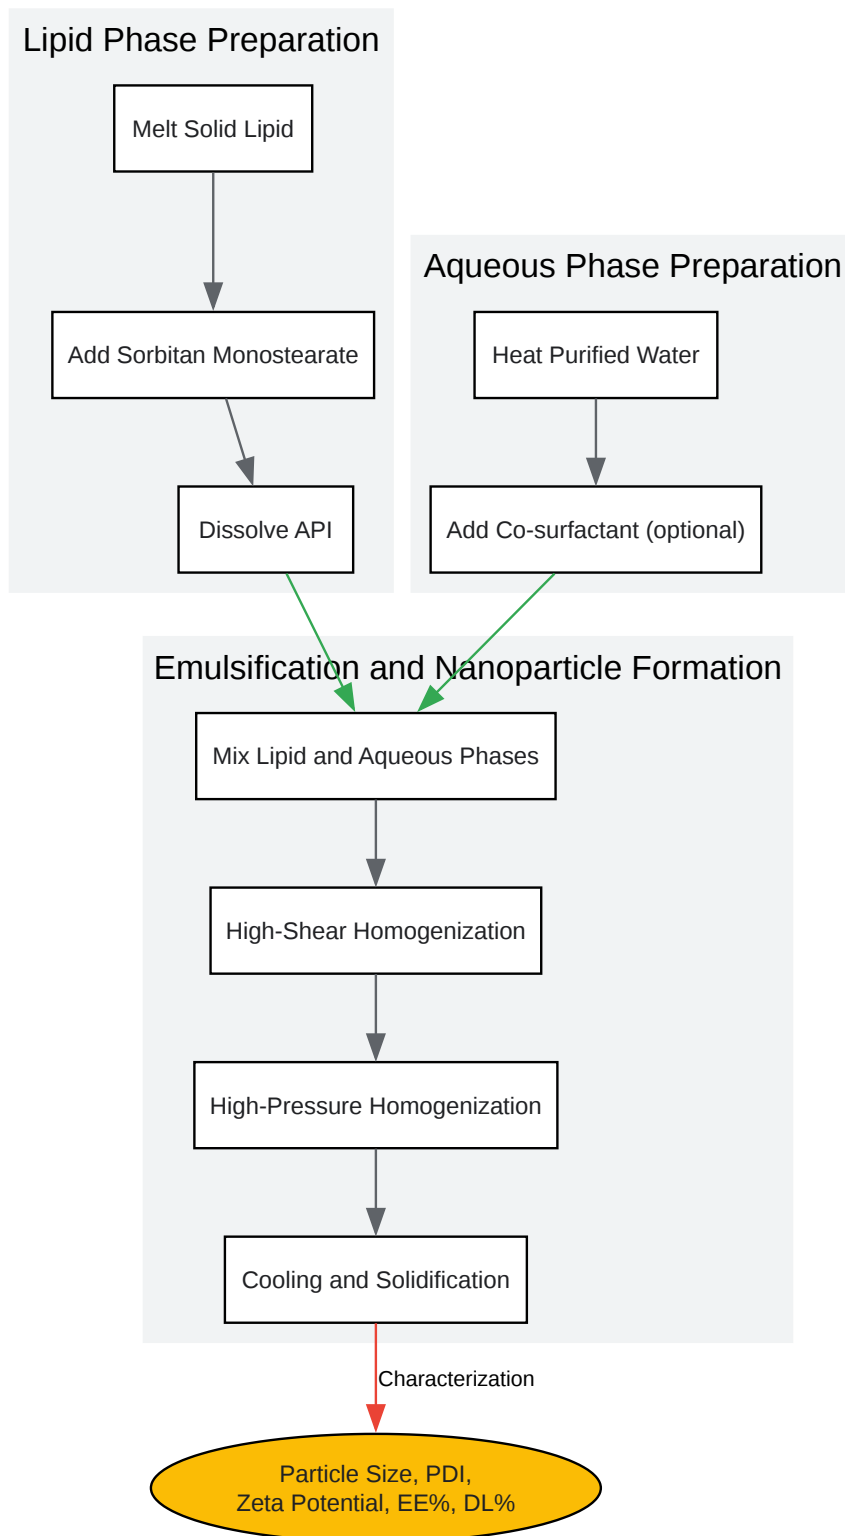 Lipid Phase Preparation
Melt Solid Lipid
Add Sorbitan Monostearate
Dissolve API
Aqueous Phase Preparation
Heat Purified Water
Add Co-surfactant (optional)
Emulsification and Nanoparticle Formation
Mix Lipid and Aqueous Phases
High-Shear Homogenization
High-Pressure Homogenization
Cooling and Solidification
Characterization
Particle Size, PDI,
Zeta Potential, EE%, DL%